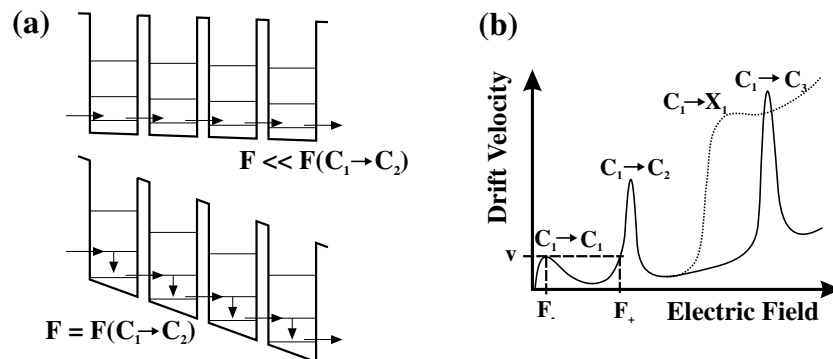 (a)
F << F(C₁→C₂)
F = F(C₁→C₂)
(b)
Drift Velocity
C₁→C₃
C₁→X₁
C₁→C₂
C₁→C₁
v
F₋
F₊
Electric Field